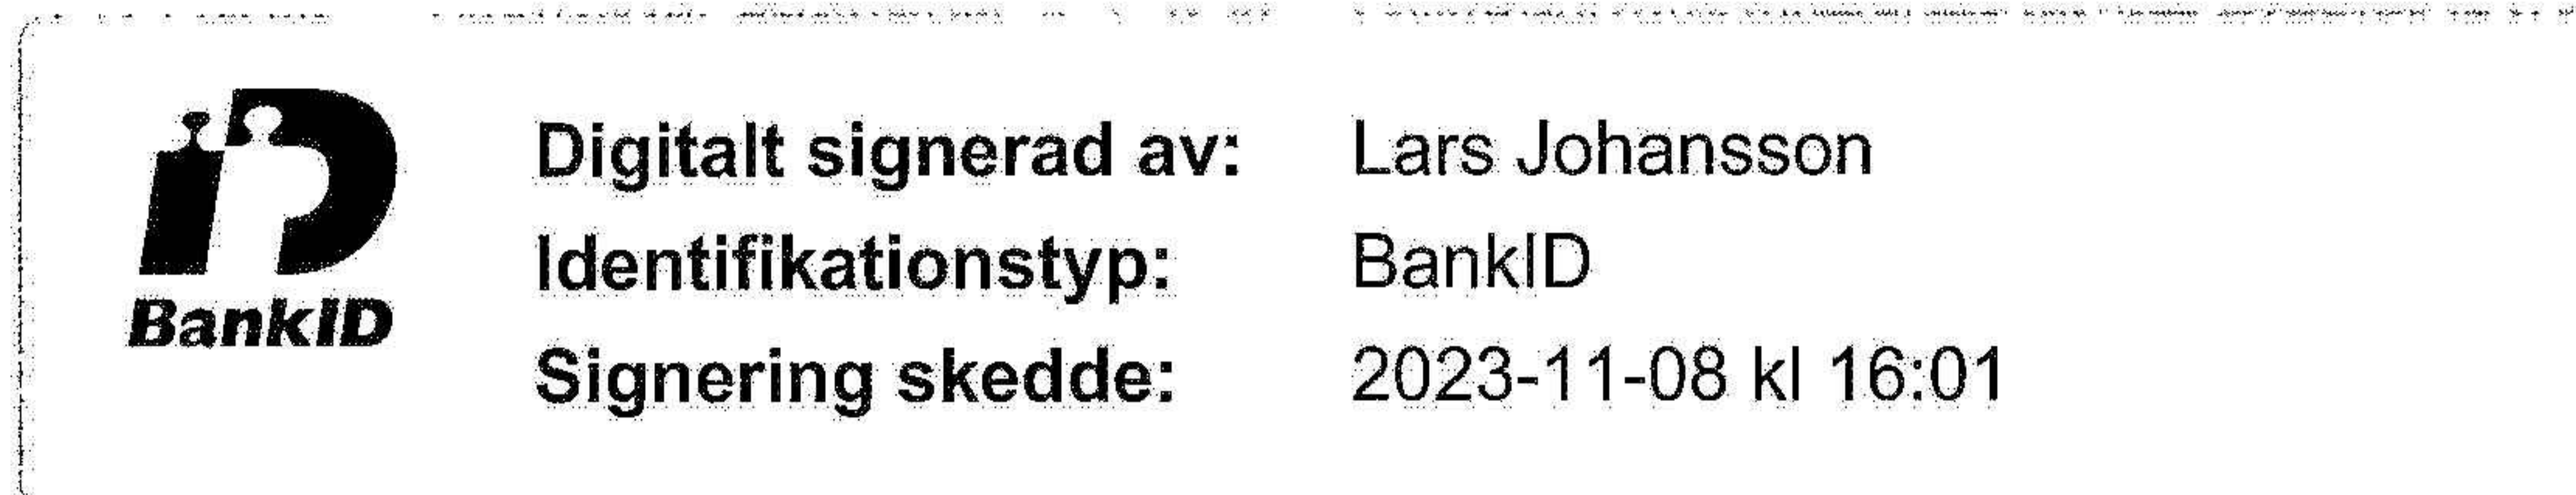 Digitalt signerad av: Lars Johansson
Identifikationstyp: BankID
Signering skedde: 2023-11-08 kl 16:01
BankID